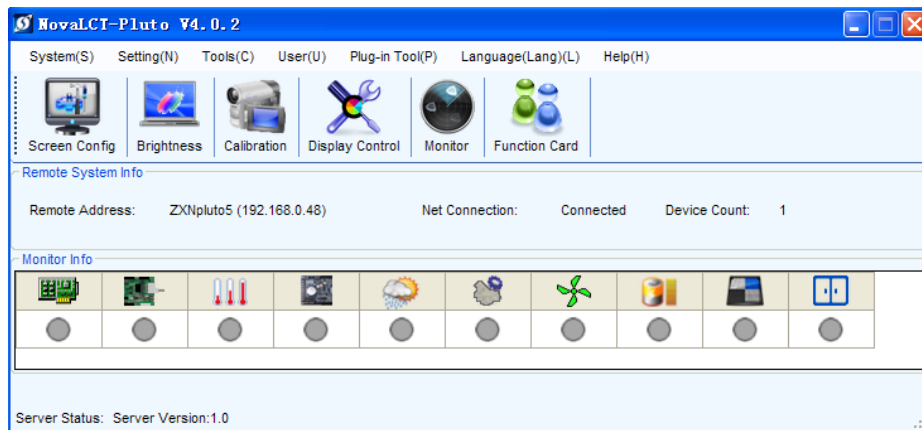 NovaLCT-Pluto V4.0.2
System(S) Setting(N) Tools(C) User(U) Plug-in Tool(P) Language(Lang)(L) Help(H)
Screen Config Brightness Calibration Display Control Monitor Function Card
Remote System Info
Remote Address: ZXNpluto5 (192.168.0.48) Net Connection: Connected Device Count: 1
Monitor Info
Server Status: Server Version:1.0